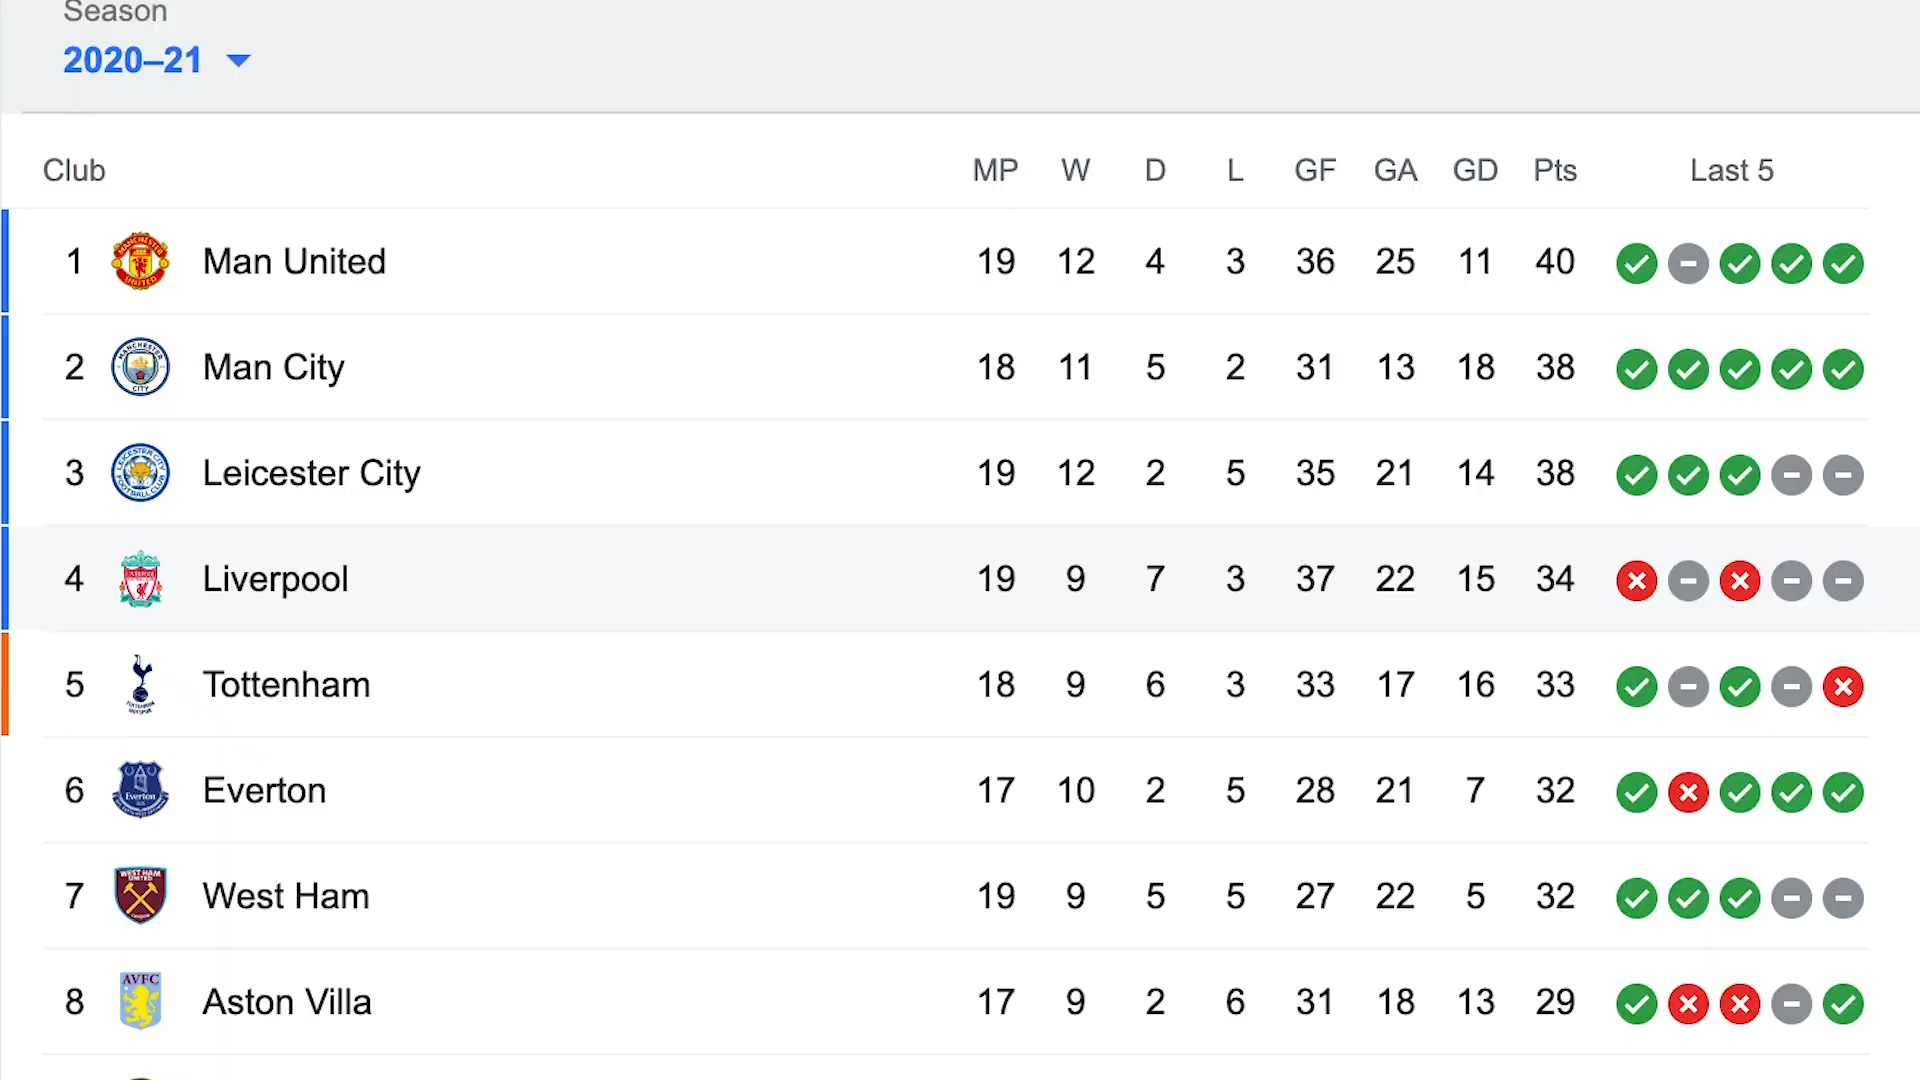 Season
2020–21
Club MP W D L GF GA GD Pts Last 5
1 Man United 19 12 4 3 36 25 11 40
2 Man City 18 11 5 2 31 13 18 38
3 Leicester City 19 12 2 5 35 21 14 38
4 Liverpool 19 9 7 3 37 22 15 34
5 Tottenham 18 9 6 3 33 17 16 33
6 Everton 17 10 2 5 28 21 7 32
7 West Ham 19 9 5 5 27 22 5 32
8 Aston Villa 17 9 2 6 31 18 13 29